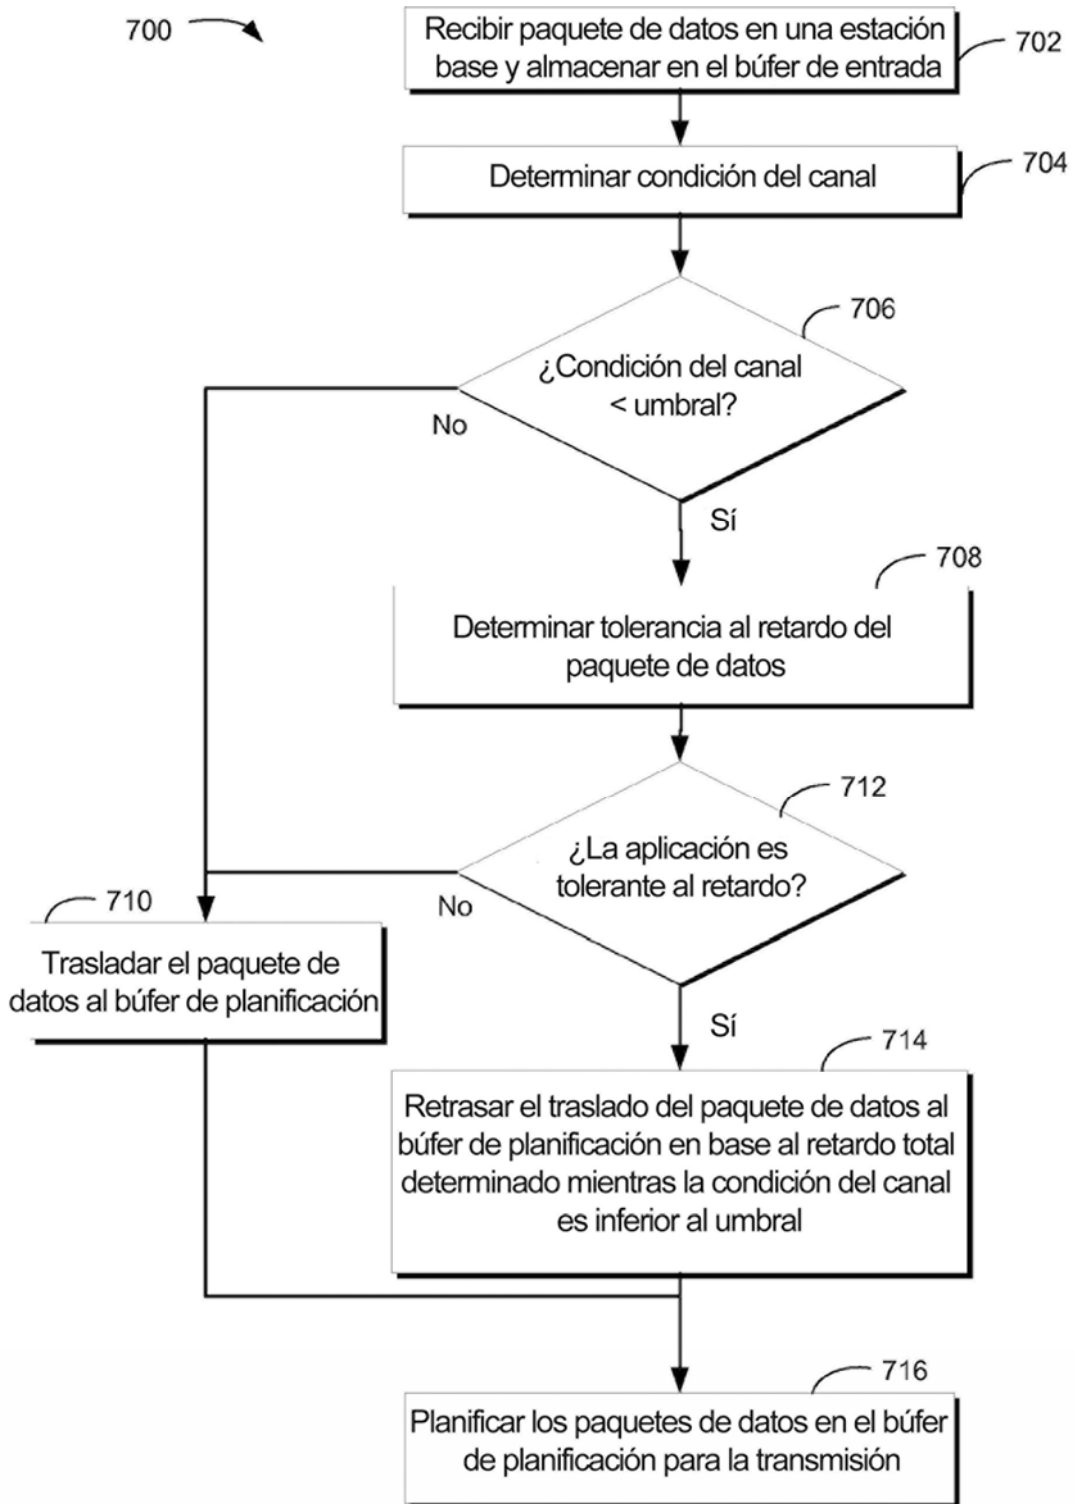 700
Recibir paquete de datos en una estación
base y almacenar en el búfer de entrada
702
Determinar condición del canal
704
706
¿Condición del canal
< umbral?
No
Sí
708
Determinar tolerancia al retardo del
paquete de datos
712
¿La aplicación es
tolerante al retardo?
No
710
Trasladar el paquete de
datos al búfer de planificación
Sí
714
Retrasar el traslado del paquete de datos al
búfer de planificación en base al retardo total
determinado mientras la condición del canal
es inferior al umbral
716
Planificar los paquetes de datos en el búfer
de planificación para la transmisión